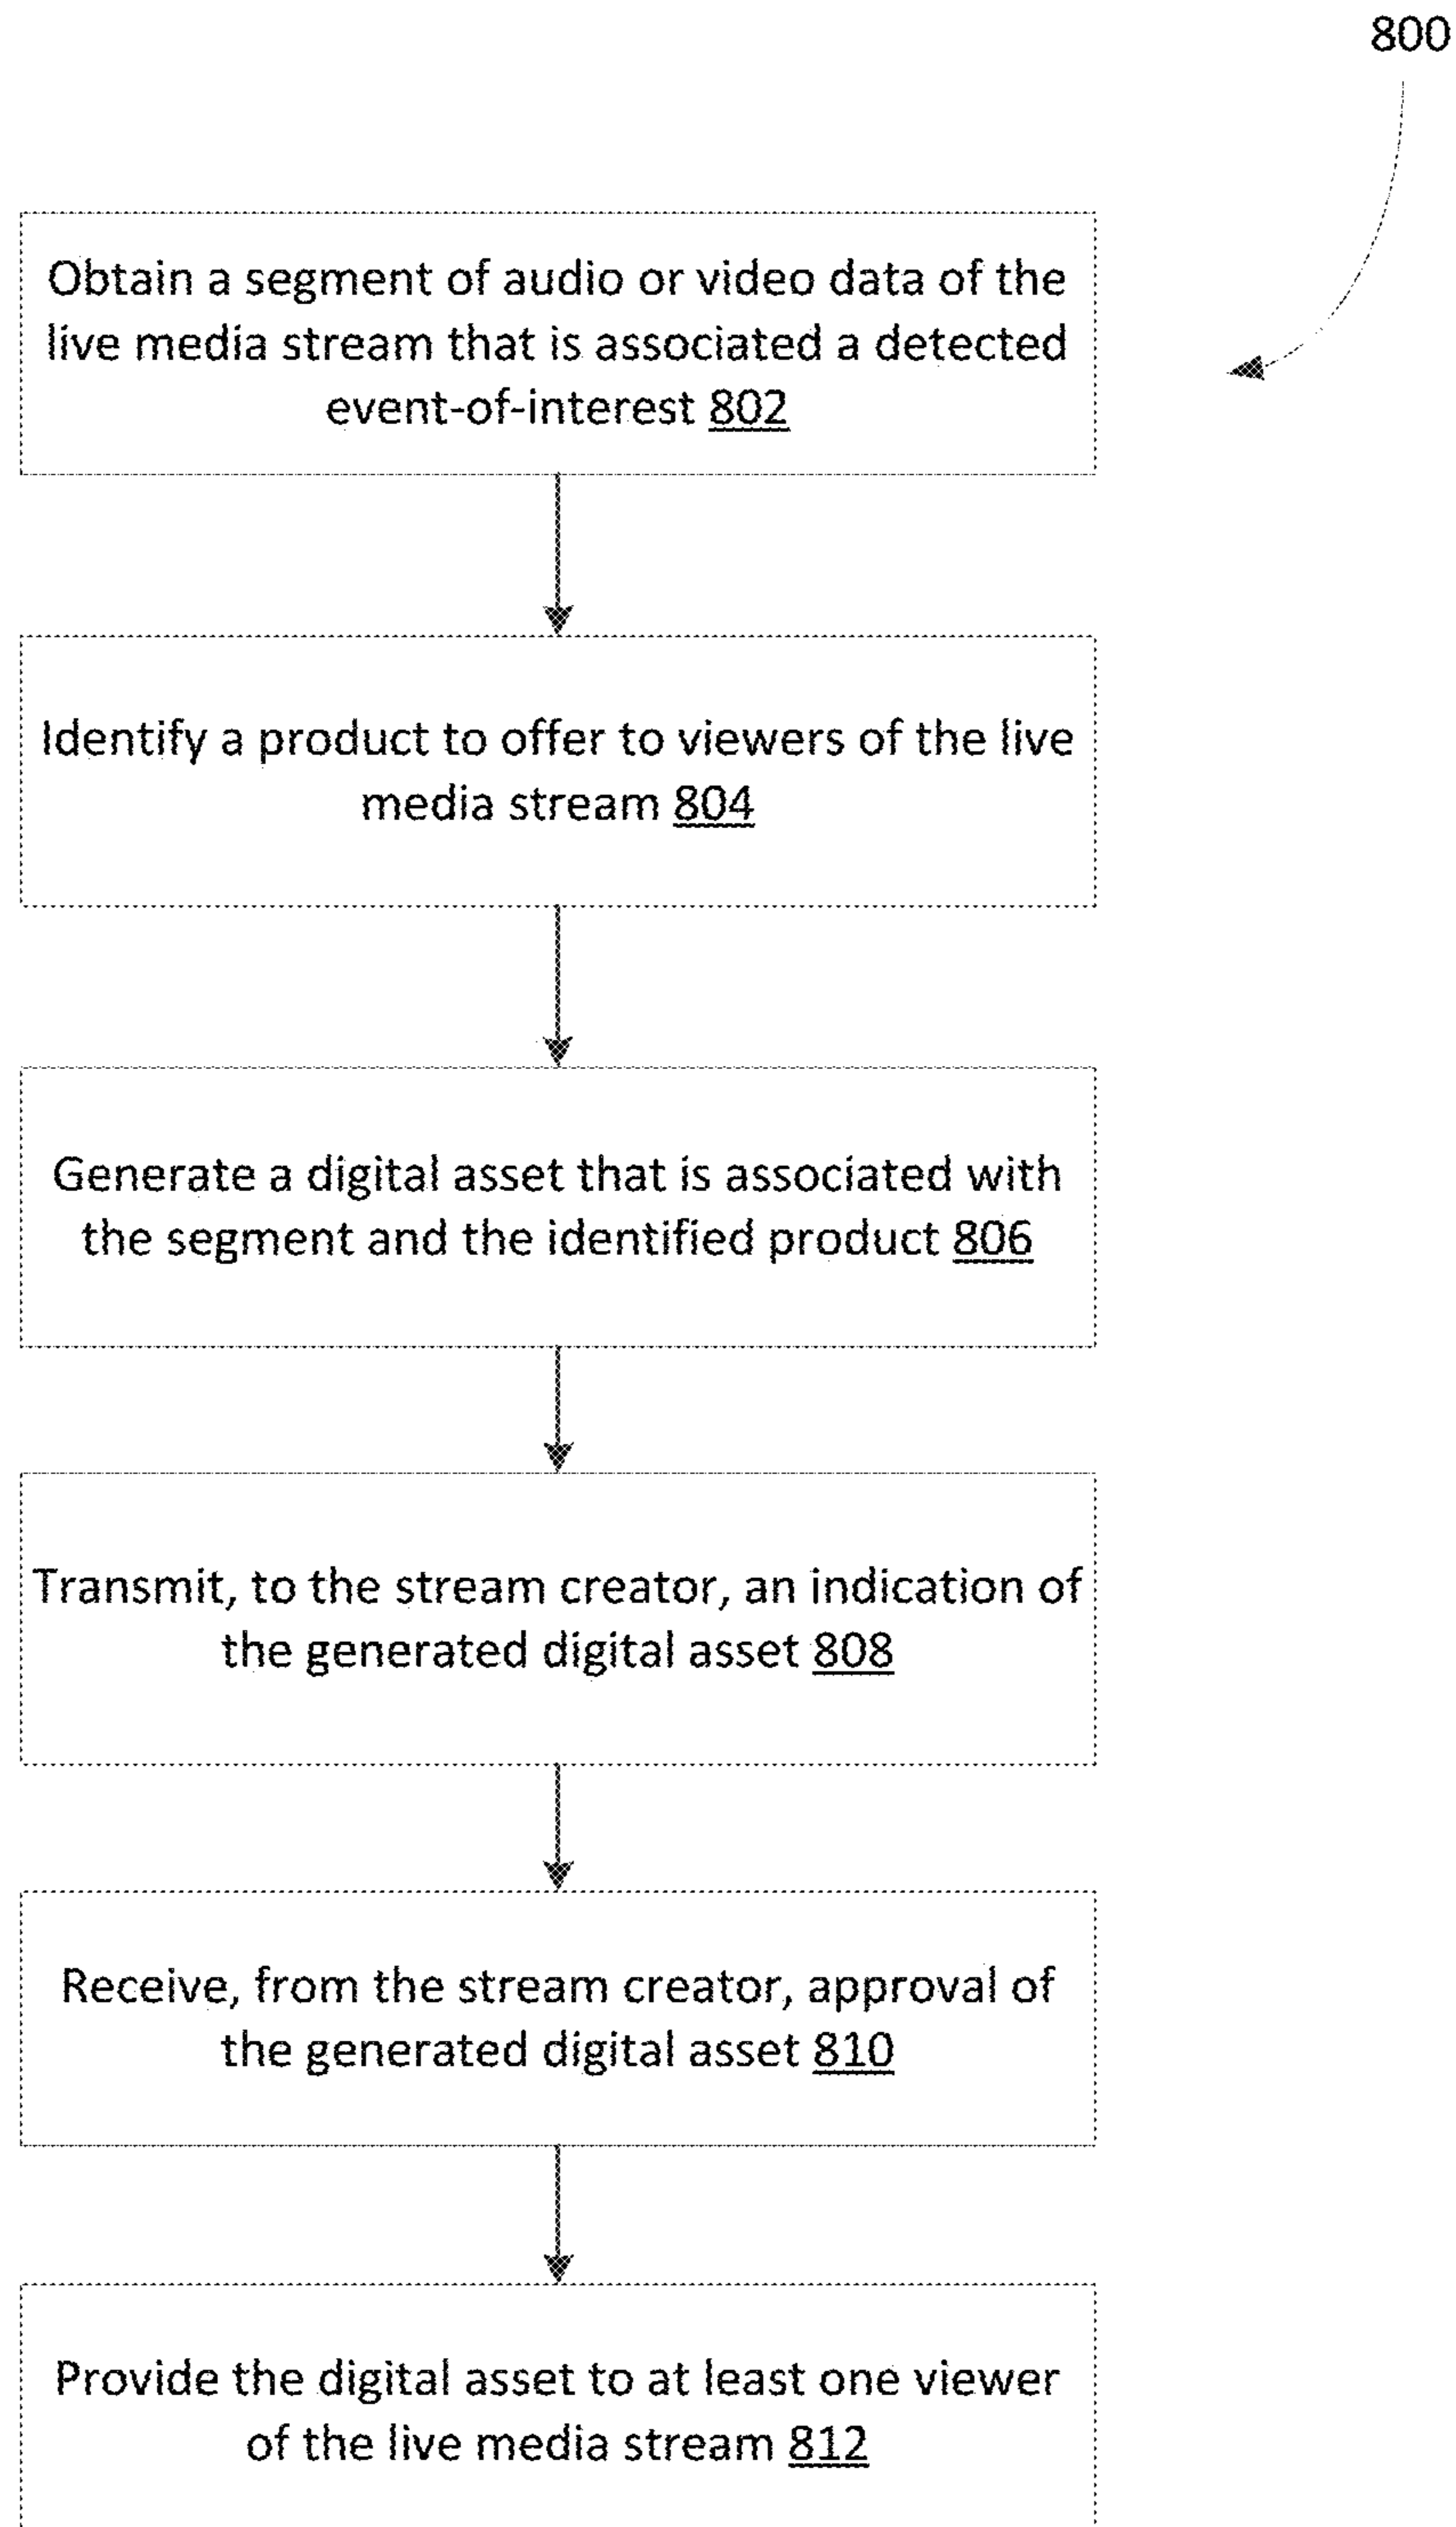 800
Obtain a segment of audio or video data of the
live media stream that is associated a detected
event-of-interest 802
Identify a product to offer to viewers of the live
media stream 804
Generate a digital asset that is associated with
the segment and the identified product 806
Transmit, to the stream creator, an indication of
the generated digital asset 808
Receive, from the stream creator, approval of
the generated digital asset 810
Provide the digital asset to at least one viewer
of the live media stream 812